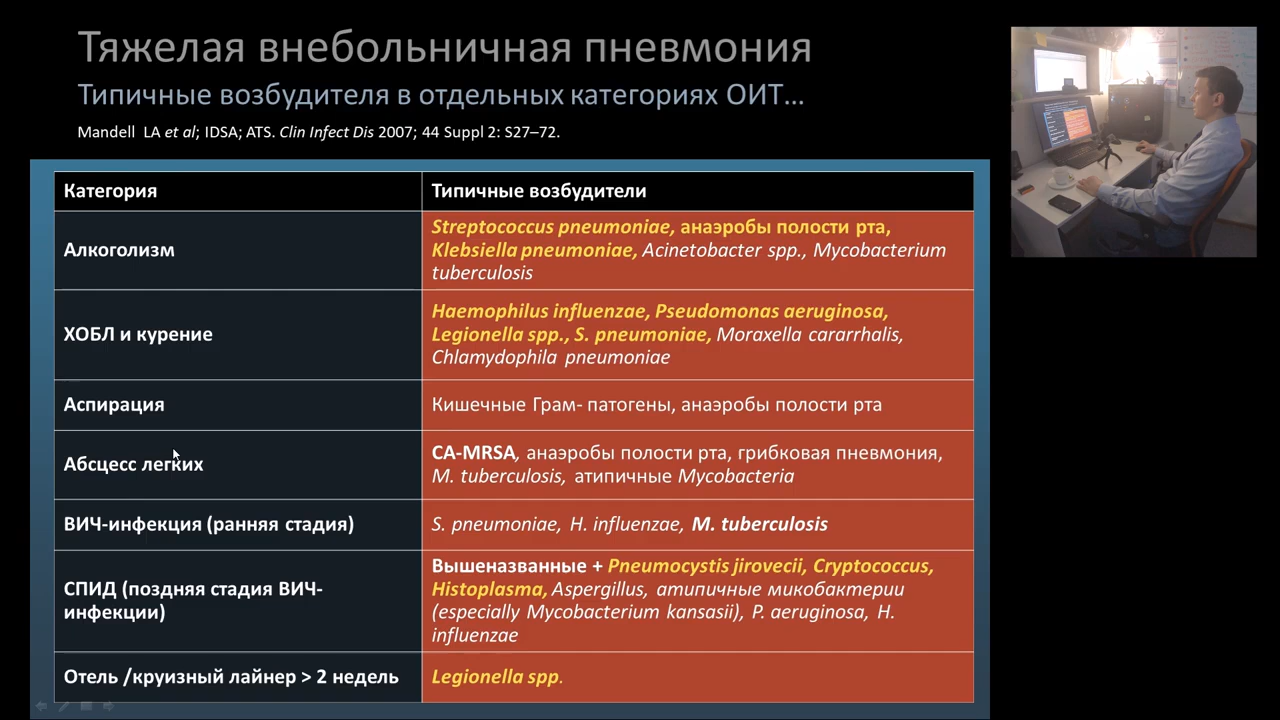 Тяжелая внебольничная пневмония
Типичные возбудителя в отдельных категориях ОИТ...
Mandell LA et al; IDSA; ATS. Clin Infect Dis 2007; 44 Suppl 2: S27–72.
Категория
Типичные возбудители
Алкоголизм
Streptococcus pneumoniae, анаэробы полости рта,
Klebsiella pneumoniae, Acinetobacter spp., Mycobacterium
tuberculosis
ХОБЛ и курение
Haemophilus influenzae, Pseudomonas aeruginosa,
Legionella spp., S. pneumoniae, Moraxella cararrhalis,
Chlamydophila pneumoniae
Аспирация
Кишечные Грам- патогены, анаэробы полости рта
Абсцесс легких
CA-MRSA, анаэробы полости рта, грибковая пневмония,
M. tuberculosis, атипичные Mycobacteria
ВИЧ-инфекция (ранняя стадия)
S. pneumoniae, H. influenzae, M. tuberculosis
СПИД (поздняя стадия ВИЧ-
инфекции)
Вышеназванные + Pneumocystis jirovecii, Cryptococcus,
Histoplasma, Aspergillus, атипичные микобактерии
(especially Mycobacterium kansasii), P. aeruginosa, H.
influenzae
Отель /круизный лайнер > 2 недель
Legionella spp.